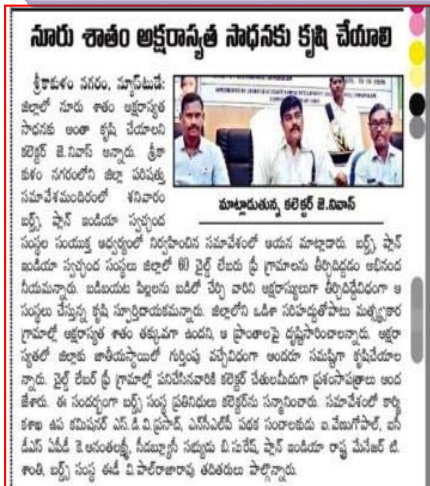 నూరు శాతం అక్షరాస్యత సాధనకు కృషి చేయాలి
శ్రీకాకుళం నగరం, న్యూస్‌టుడే:
జిల్లాలో నూరు శాతం అక్షరాస్యత
సాధనకు అంతా కృషి చేయాలని
కలెక్టర్ జె.నివాస్ అన్నారు. శ్రీకా
కుళం నగరంలోని జిల్లా పరిషత్తు
సమావేశమందిరంలో శనివారం
బర్డ్స్, ప్లాన్ ఇండియా స్వచ్ఛంద
మాట్లాడుతున్న కలెక్టర్ జె.నివాస్
సంస్థల సంయుక్త ఆధ్వర్యంలో నిర్వహించిన సమావేశంలో ఆయన మాట్లాడారు. బర్డ్స్, ప్లాన్
ఇండియా స్వచ్ఛంద సంస్థలు జిల్లాలో 60 చైల్డ్ లేబరు ఫ్రీ గ్రామాలను తీర్చిదిద్దడం అభినంద
నీయమన్నారు. బడిబయట పిల్లలను బడిలో చేర్చి వారిని అక్షరాస్యులుగా తీర్చిదిద్దేవిధంగా ఆ
సంస్థలు చేస్తున్న కృషి స్ఫూర్తిదాయకమన్నారు. జిల్లాలోని ఒడిశా సరిహద్దుతోపాటు మత్స్యకార
గ్రామాల్లో అక్షరాస్యత శాతం తక్కువగా ఉందని, ఆ ప్రాంతాలపై దృష్టిసారించాలన్నారు. అక్షరా
స్యతలో జిల్లాకు జాతీయస్థాయిలో గుర్తింపు వచ్చేవిధంగా అందరూ సమష్టిగా కృషిచేయాల
న్నారు. చైల్డ్ లేబర్ ఫ్రీ గ్రామాల్లో పనిచేసినవారికి కలెక్టర్ చేతులమీదుగా ప్రశంసాపత్రాలు అంద
జేశారు. ఈ సందర్భంగా బర్డ్స్ సంస్థ ప్రతినిధులు కలెక్టర్‌ను సన్మానించారు. సమావేశంలో కార్మి
కశాఖ ఉప కమిషనర్ ఎస్.డి.వి.ప్రసాద్, ఎన్‌సీఎల్‌పీ పథక సంచాలకుడు ఐ.వేణుగోపాల్, ఐసీ
డీఎస్ ఏపీడీ కె.అనంతలక్ష్మి, సీడబ్ల్యూసీ సభ్యుడు బి.సురేష్, ప్లాన్ ఇండియా రాష్ట్ర మేనేజర్ టి.
శాంతి, బర్డ్స్ సంస్థ ఈడీ వి.పాల్‌రాజారావు తదితరులు పాల్గొన్నారు.